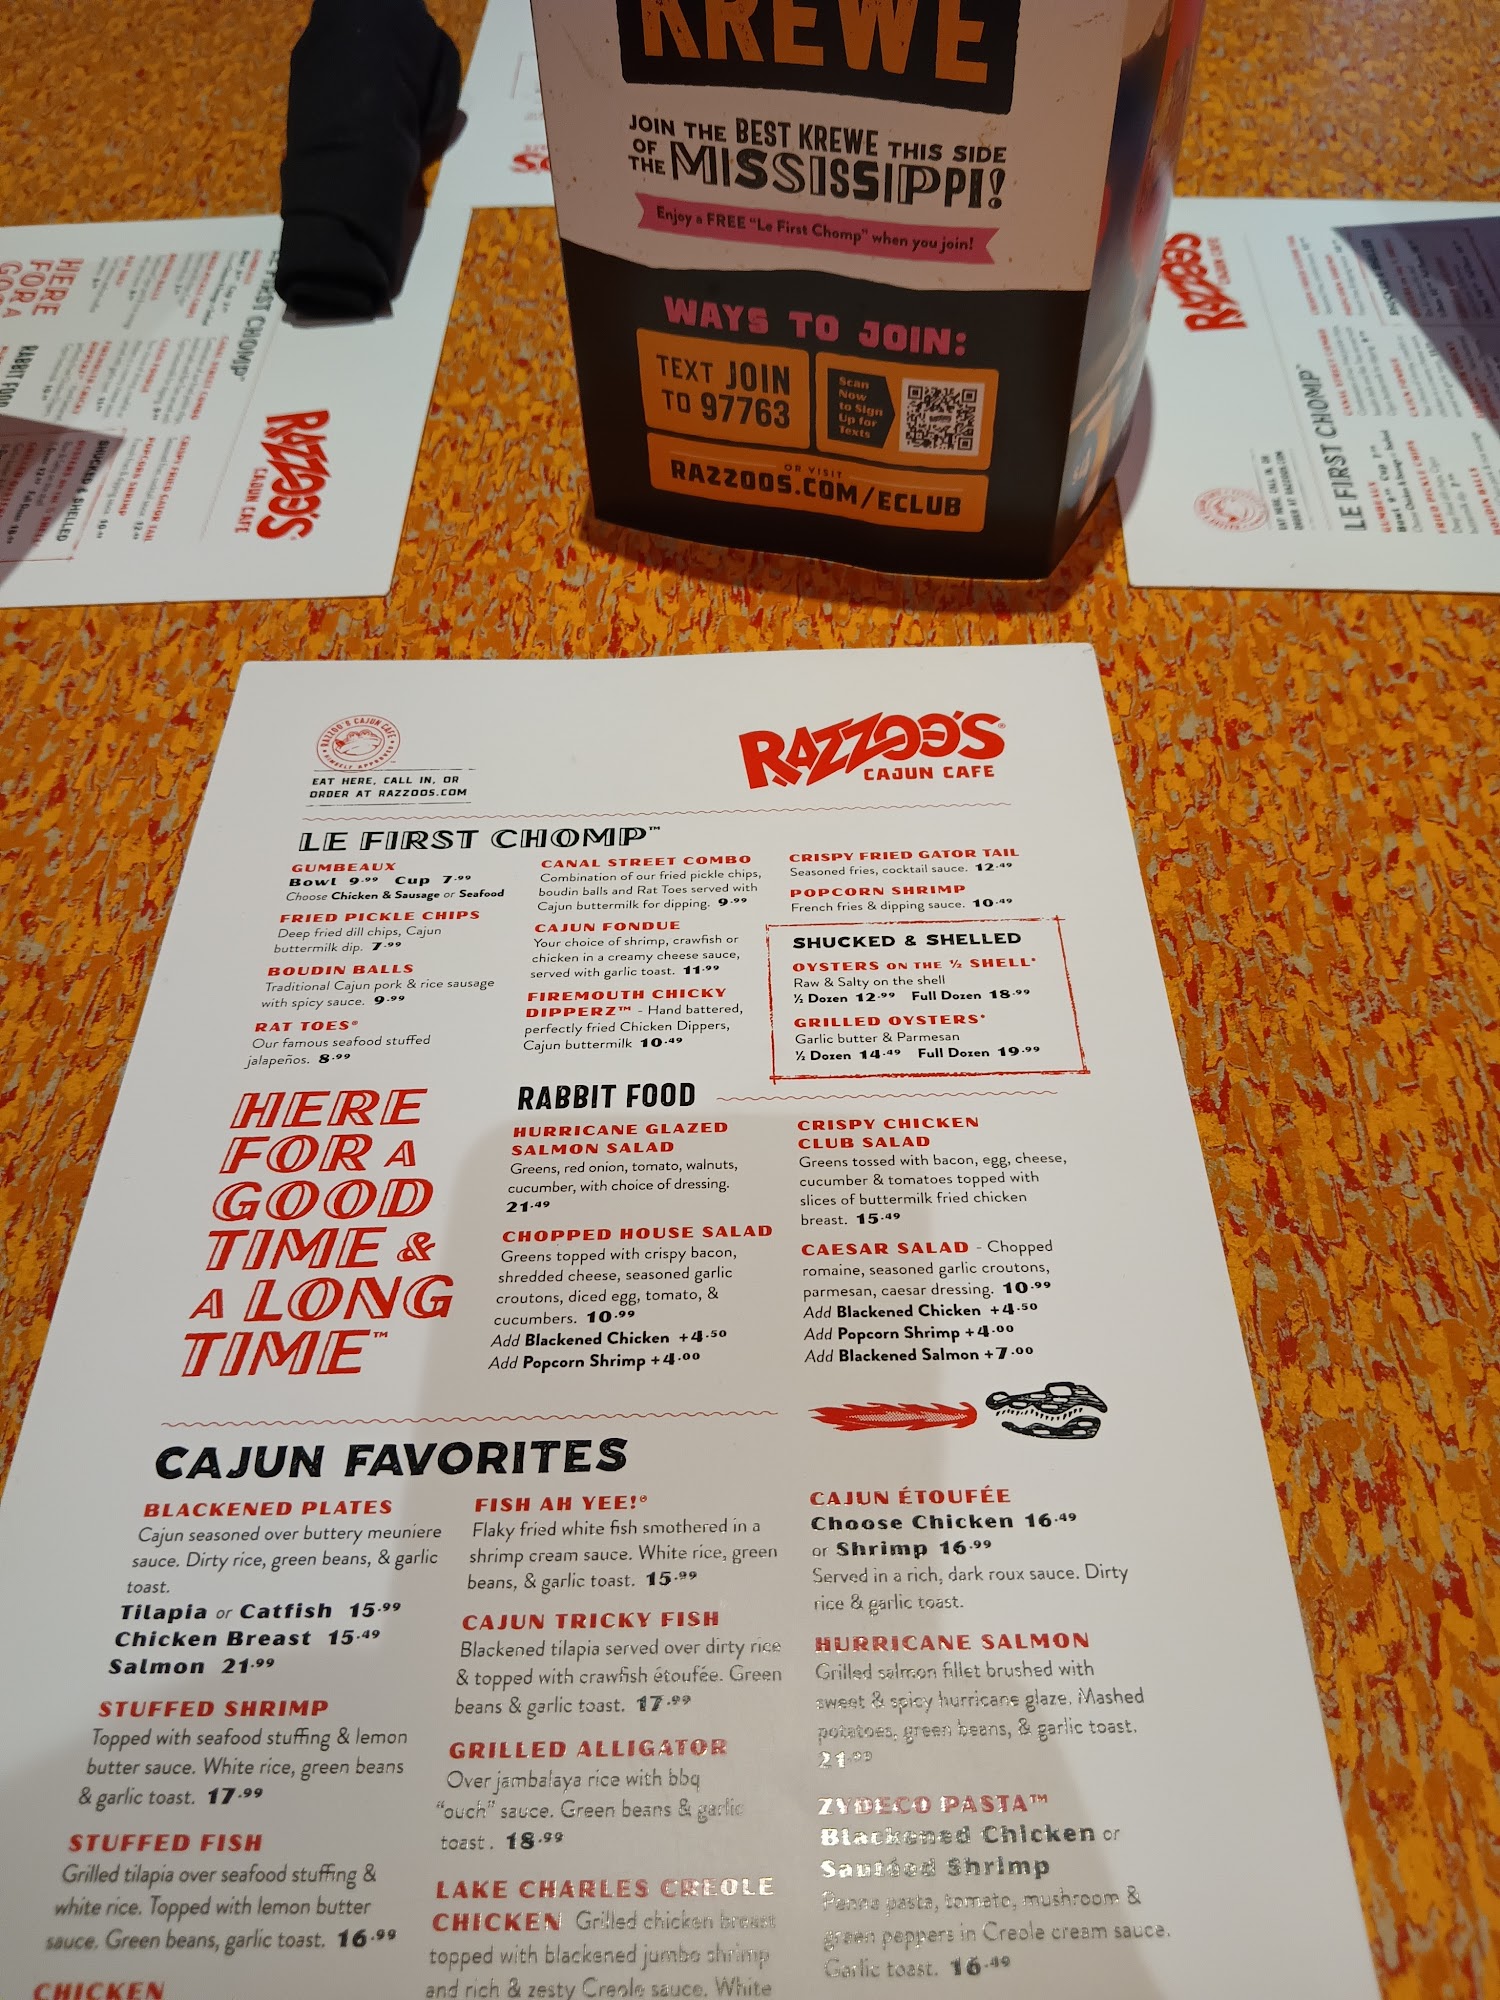 KREWE
JOIN THE BEST KREWE THIS SIDE
OF THE MISSISSIPPI!
Enjoy a FREE "Le First Chomp" when you join!
WAYS TO JOIN:
TEXT JOIN
TO 97763
Scan
Now
to Sign
Up for
Texts
OR VISIT
RAZZOOS.COM/ECLUB
RAZZOO'S
CAJUN CAFE
RAZZOO'S CAJUN CAFE
EAT HERE, CALL IN, OR
ORDER AT RAZZOOS.COM
RAZZOO'S®
CAJUN CAFE
LE FIRST CHOMP™
GUMBEAUX
Bowl 9.99 Cup 7.99
Choose Chicken & Sausage or Seafood
FRIED PICKLE CHIPS
Deep fried dill chips, Cajun
buttermilk dip. 7.99
BOUDIN BALLS
Traditional Cajun pork & rice sausage
with spicy sauce. 9.99
RAT TOES®
Our famous seafood stuffed
jalapeños. 8.99
CANAL STREET COMBO
Combination of our fried pickle chips,
boudin balls and Rat Toes served with
Cajun buttermilk for dipping. 9.99
CAJUN FONDUE
Your choice of shrimp, crawfish or
chicken in a creamy cheese sauce,
served with garlic toast. 11.99
FIREMOUTH CHICKY
DIPPERZ™ - Hand battered,
perfectly fried Chicken Dippers,
Cajun buttermilk 10.49
CRISPY FRIED GATOR TAIL
Seasoned fries, cocktail sauce. 12.49
POPCORN SHRIMP
French fries & dipping sauce. 10.49
SHUCKED & SHELLED
OYSTERS ON THE ½ SHELL*
Raw & Salty on the shell
½ Dozen 12.99 Full Dozen 18.99
GRILLED OYSTERS*
Garlic butter & Parmesan
½ Dozen 14.49 Full Dozen 19.99
HERE
FOR A
GOOD
TIME &
A LONG
TIME™
RABBIT FOOD
HURRICANE GLAZED
SALMON SALAD
Greens, red onion, tomato, walnuts,
cucumber, with choice of dressing.
21.49
CHOPPED HOUSE SALAD
Greens topped with crispy bacon,
shredded cheese, seasoned garlic
croutons, diced egg, tomato, &
cucumbers. 10.99
Add Blackened Chicken +4.50
Add Popcorn Shrimp +4.00
CRISPY CHICKEN
CLUB SALAD
Greens tossed with bacon, egg, cheese,
cucumber & tomatoes topped with
slices of buttermilk fried chicken
breast. 15.49
CAESAR SALAD - Chopped
romaine, seasoned garlic croutons,
parmesan, caesar dressing. 10.99
Add Blackened Chicken +4.50
Add Popcorn Shrimp +4.00
Add Blackened Salmon +7.00
CAJUN FAVORITES
BLACKENED PLATES
Cajun seasoned over buttery meuniere
sauce. Dirty rice, green beans, & garlic
toast.
Tilapia or Catfish 15.99
Chicken Breast 15.49
Salmon 21.99
STUFFED SHRIMP
Topped with seafood stuffing & lemon
butter sauce. White rice, green beans
& garlic toast. 17.99
STUFFED FISH
Grilled tilapia over seafood stuffing &
white rice. Topped with lemon butter
sauce. Green beans, garlic toast. 16.99
CHICKEN
FISH AH YEE!®
Flaky fried white fish smothered in a
shrimp cream sauce. White rice, green
beans, & garlic toast. 15.99
CAJUN TRICKY FISH
Blackened tilapia served over dirty rice
& topped with crawfish étoufée. Green
beans & garlic toast. 17.99
GRILLED ALLIGATOR
Over jambalaya rice with bbq
"ouch" sauce. Green beans & garlic
toast. 18.99
LAKE CHARLES CREOLE
CHICKEN Grilled chicken breast
topped with blackened jumbo shrimp
and rich & zesty Creole sauce. White
CAJUN ÉTOUFÉE
Choose Chicken 16.49
or Shrimp 16.99
Served in a rich, dark roux sauce. Dirty
rice & garlic toast.
HURRICANE SALMON
Grilled salmon fillet brushed with
sweet & spicy hurricane glaze. Mashed
potatoes, green beans, & garlic toast.
21.99
ZYDECO PASTA™
Blackened Chicken or
Sautéed Shrimp
Penne pasta, tomato, mushroom &
green peppers in Creole cream sauce.
Garlic toast. 16.49